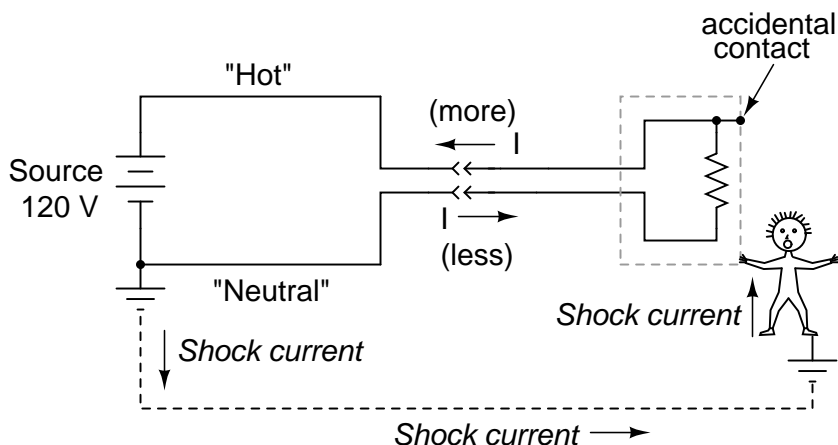 accidental
contact
"Hot"
(more)
I
Source
120 V
I
(less)
"Neutral"
Shock current
Shock current
Shock current